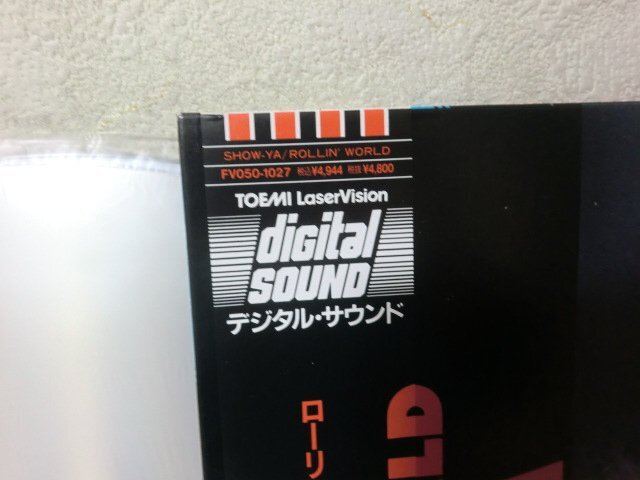 SHOW-YA/ROLLIN' WORLD
FV050-1027 税込¥4,944 税抜¥4,800
TOEMI LaserVision
digital
SOUND
デジタル・サウンド
ローリ
LD